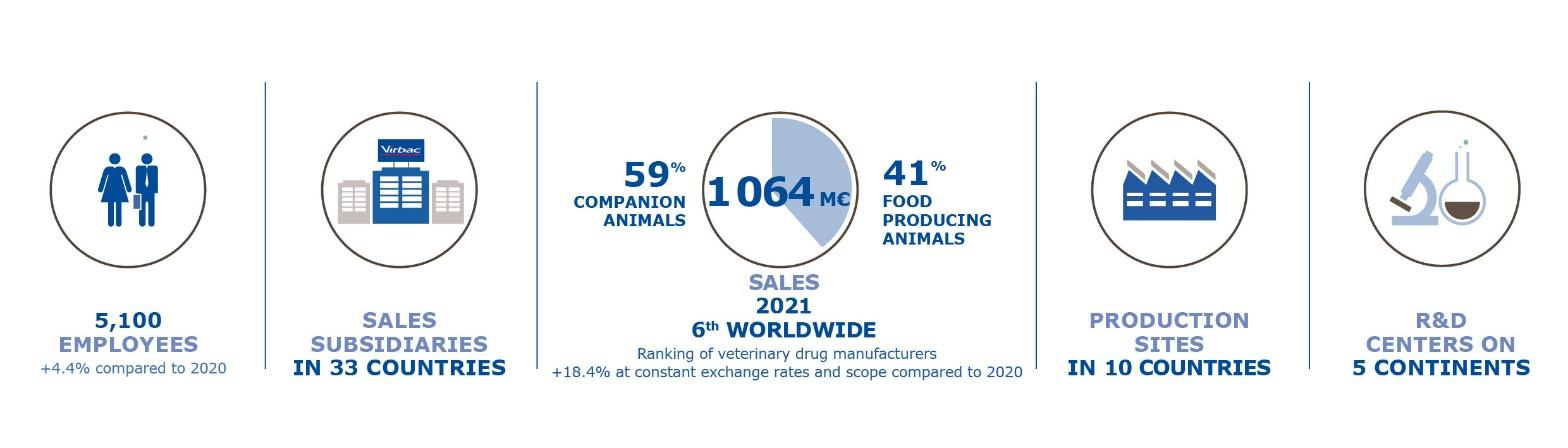 5,100
EMPLOYEES
+4.4% compared to 2020
Virbac
SALES
SUBSIDIARIES
IN 33 COUNTRIES
59%
COMPANION
ANIMALS
1 064 M€
41%
FOOD
PRODUCING
ANIMALS
SALES
2021
6th WORLDWIDE
Ranking of veterinary drug manufacturers
+18.4% at constant exchange rates and scope compared to 2020
PRODUCTION
SITES
IN 10 COUNTRIES
R&D
CENTERS ON
5 CONTINENTS